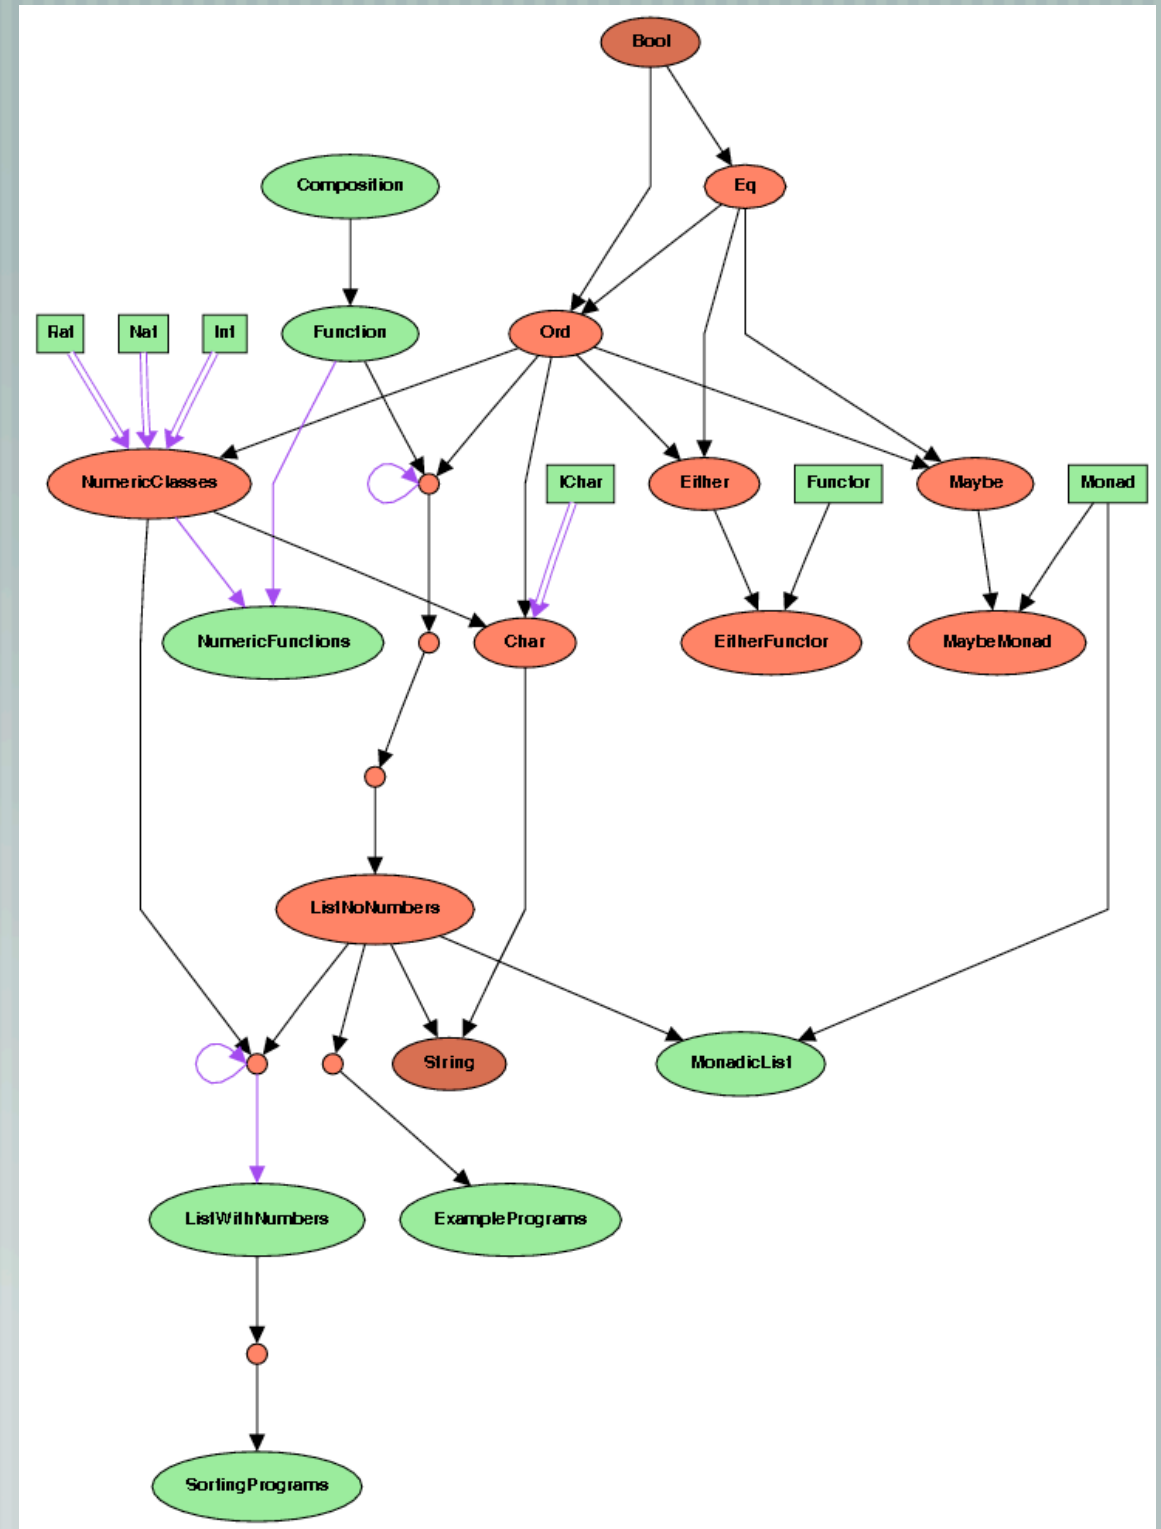 Bool
Composition
Eq
Rat
Nat
Int
Function
Ord
NumericClasses
IChar
Either
Functor
Maybe
Monad
NumericFunctions
Char
EitherFunctor
MaybeMonad
ListNoNumbers
String
MonadicList
ListWithNumbers
ExamplePrograms
SortingPrograms